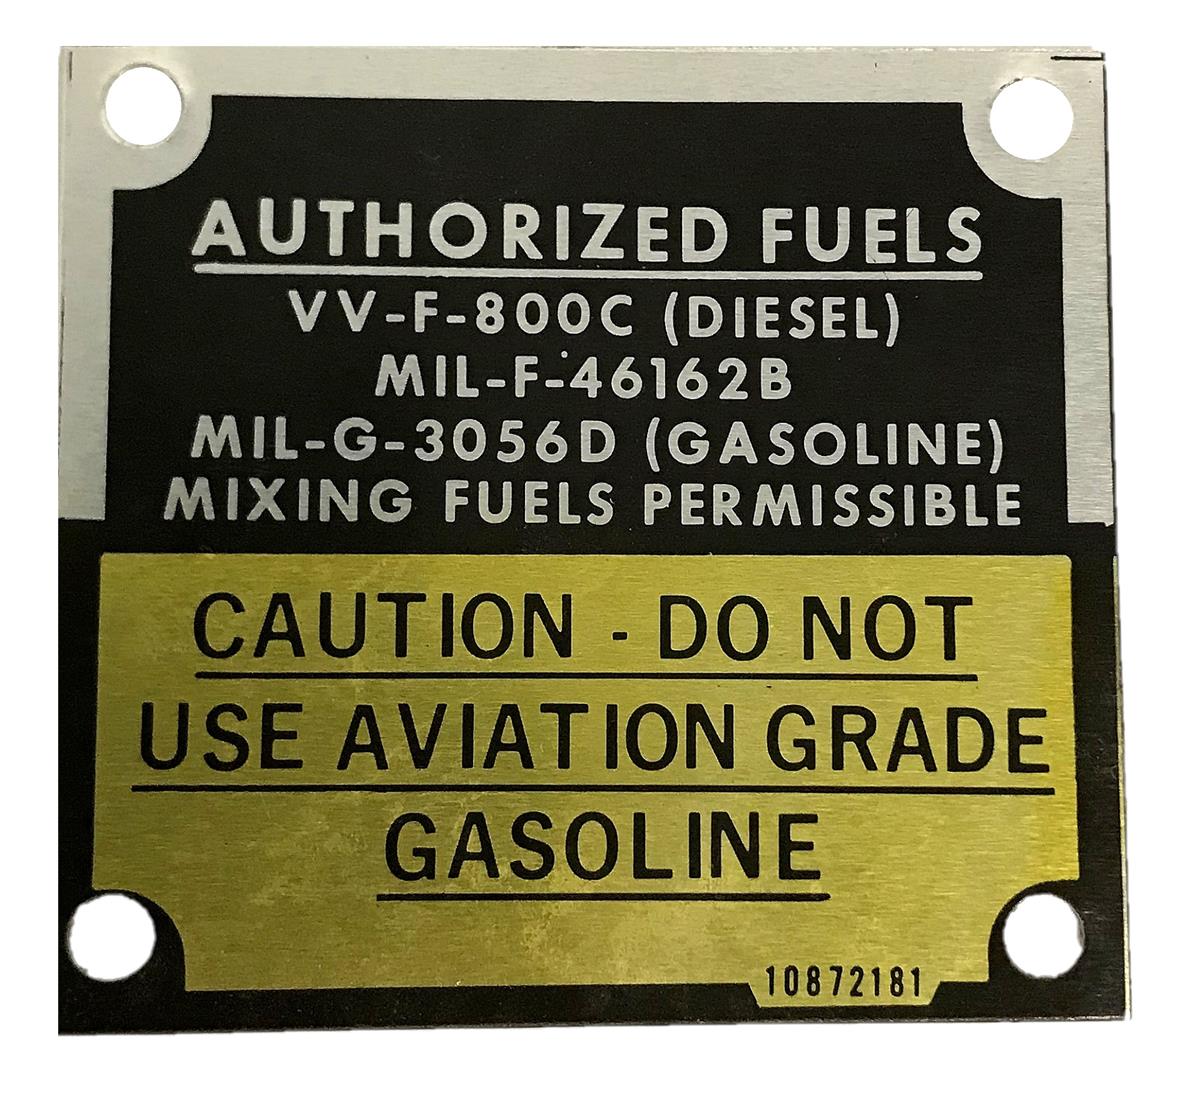 AUTHORIZED FUELS
VV-F-800C (DIESEL)
MIL-F-46162B
MIL-G-3056D (GASOLINE)
MIXING FUELS PERMISSIBLE
CAUTION - DO NOT
USE AVIATION GRADE
GASOLINE
10872181